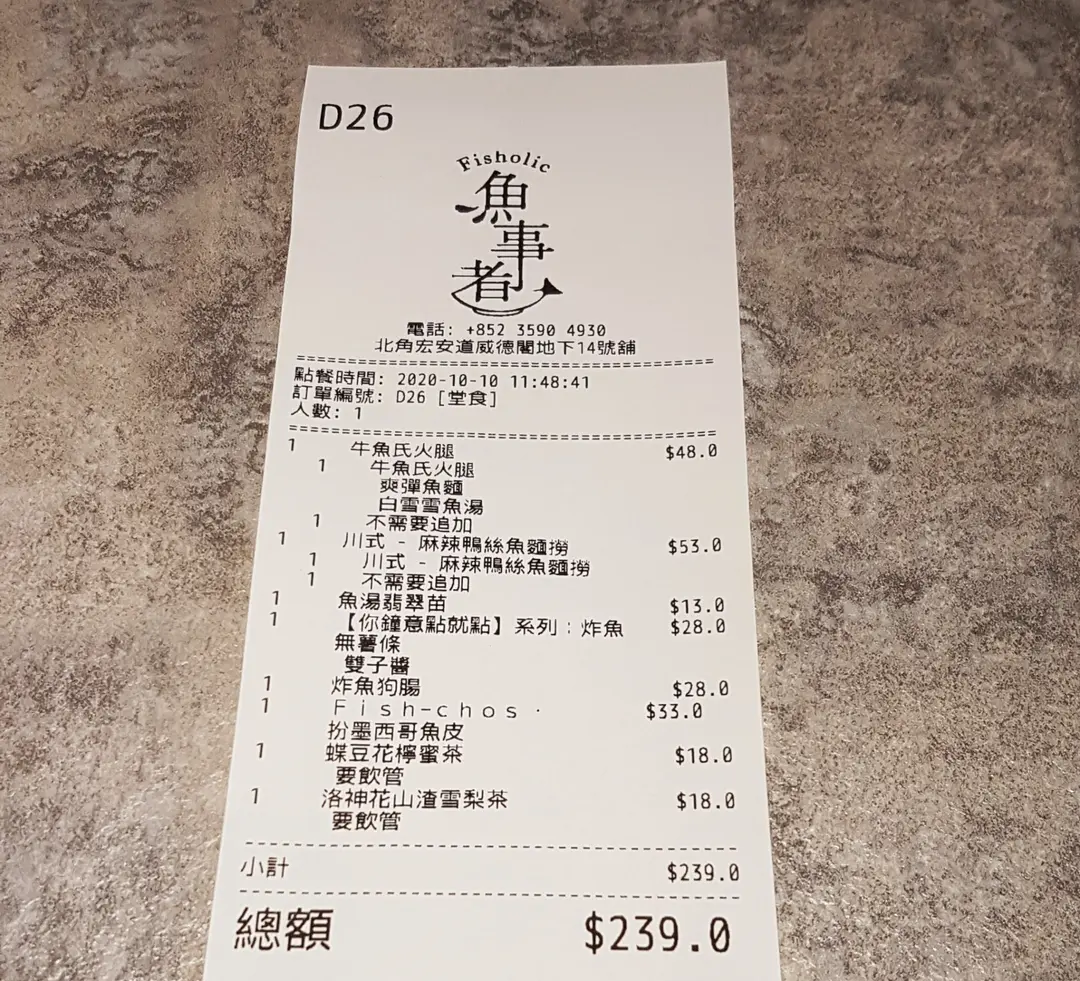 D26
Fisholic
魚事者
電話: +852 3590 4930
北角宏安道威德閣地下14號舖
點餐時間: 2020-10-10 11:48:41
訂單編號: D26 [堂食]
人數: 1
1 牛魚氏火腿 $48.0
1 牛魚氏火腿
爽彈魚麵
白雪雪魚湯
1 不需要追加
1 川式 - 麻辣鴨絲魚麵撈 $53.0
1 川式 - 麻辣鴨絲魚麵撈
1 不需要追加
1 魚湯翡翠苗 $13.0
1 【你鐘意點就點】系列：炸魚 $28.0
無薯條
雙子醬
1 炸魚狗腸 $28.0
1 Fish-chos· $33.0
扮墨西哥魚皮
1 蝶豆花檸蜜茶 $18.0
要飲管
1 洛神花山渣雪梨茶 $18.0
要飲管
小計 $239.0
總額 $239.0